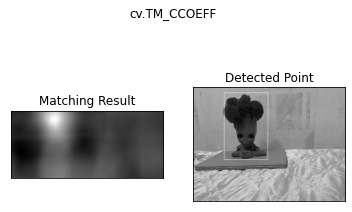 cv.TM_CCOEFF
Matching Result
Detected Point